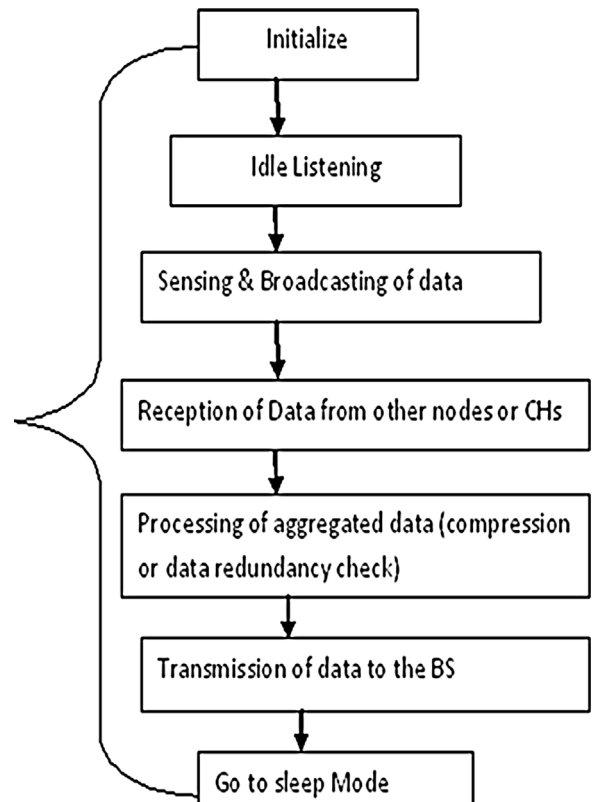 Initialize
Idle Listening
Sensing & Broadcasting of data
Reception of Data from other nodes or CHs
Processing of aggregated data (compression
or data redundancy check)
Transmission of data to the BS
Go to sleep Mode